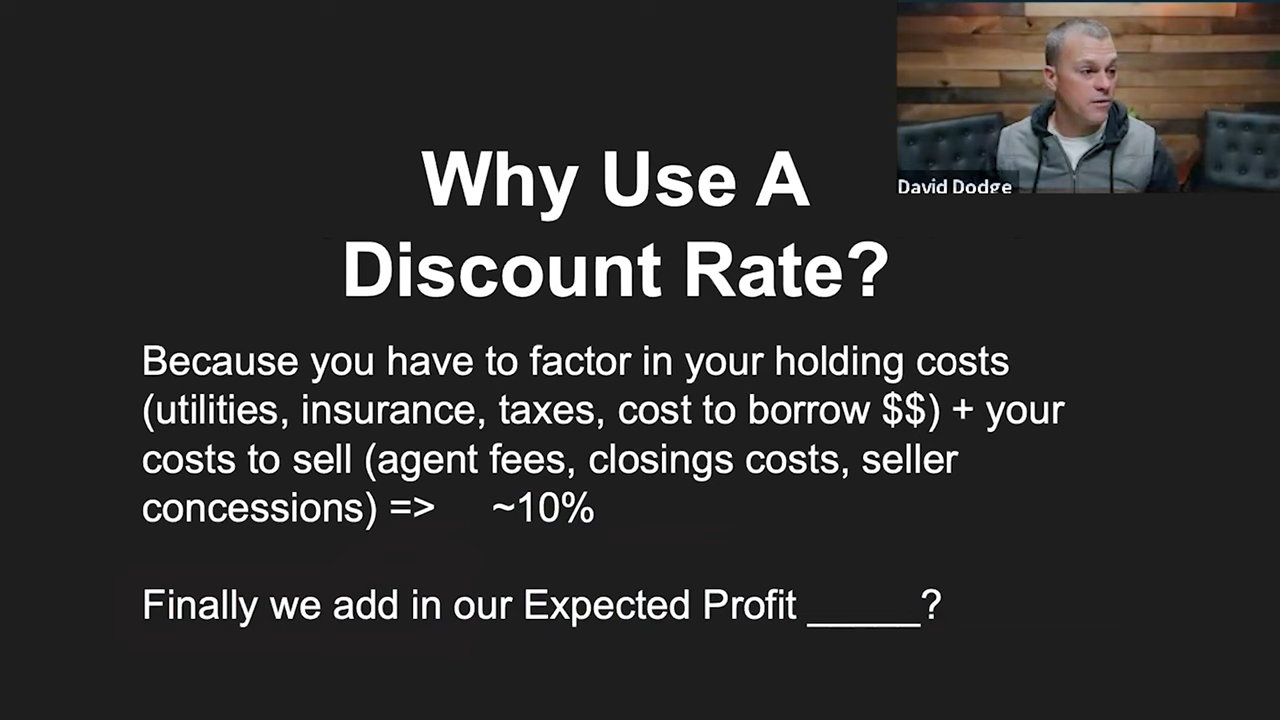 David Dodge
Why Use A
Discount Rate?
Because you have to factor in your holding costs
(utilities, insurance, taxes, cost to borrow $$) + your
costs to sell (agent fees, closings costs, seller
concessions) => ~10%
Finally we add in our Expected Profit _____?